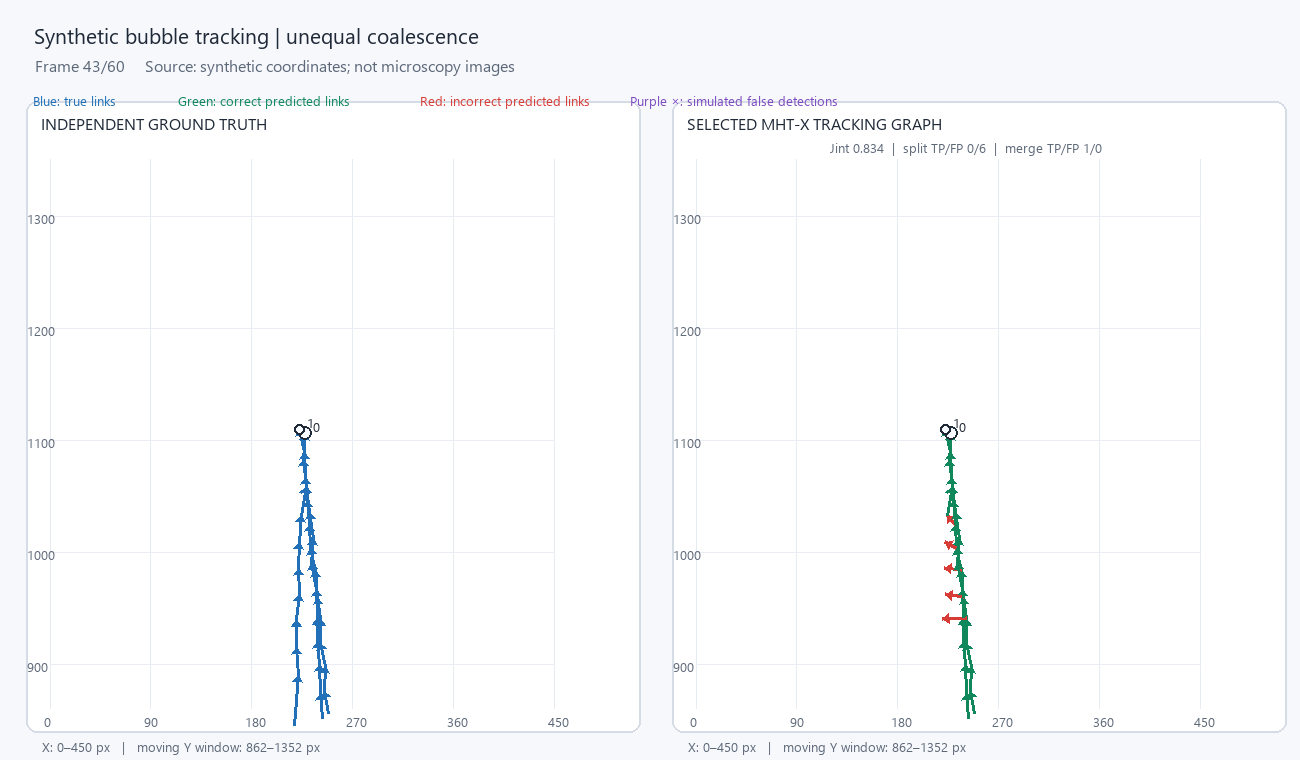 Synthetic bubble tracking | unequal coalescence
Frame 43/60 Source: synthetic coordinates; not microscopy images
Blue: true links Green: correct predicted links Red: incorrect predicted links Purple ×: simulated false detections
INDEPENDENT GROUND TRUTH
1300
1200
1100
1000
900
10
0 90 180 270 360 450
X: 0–450 px | moving Y window: 862–1352 px
SELECTED MHT-X TRACKING GRAPH
Jint 0.834 | split TP/FP 0/6 | merge TP/FP 1/0
1300
1200
1100
1000
900
10
0 90 180 270 360 450
X: 0–450 px | moving Y window: 862–1352 px